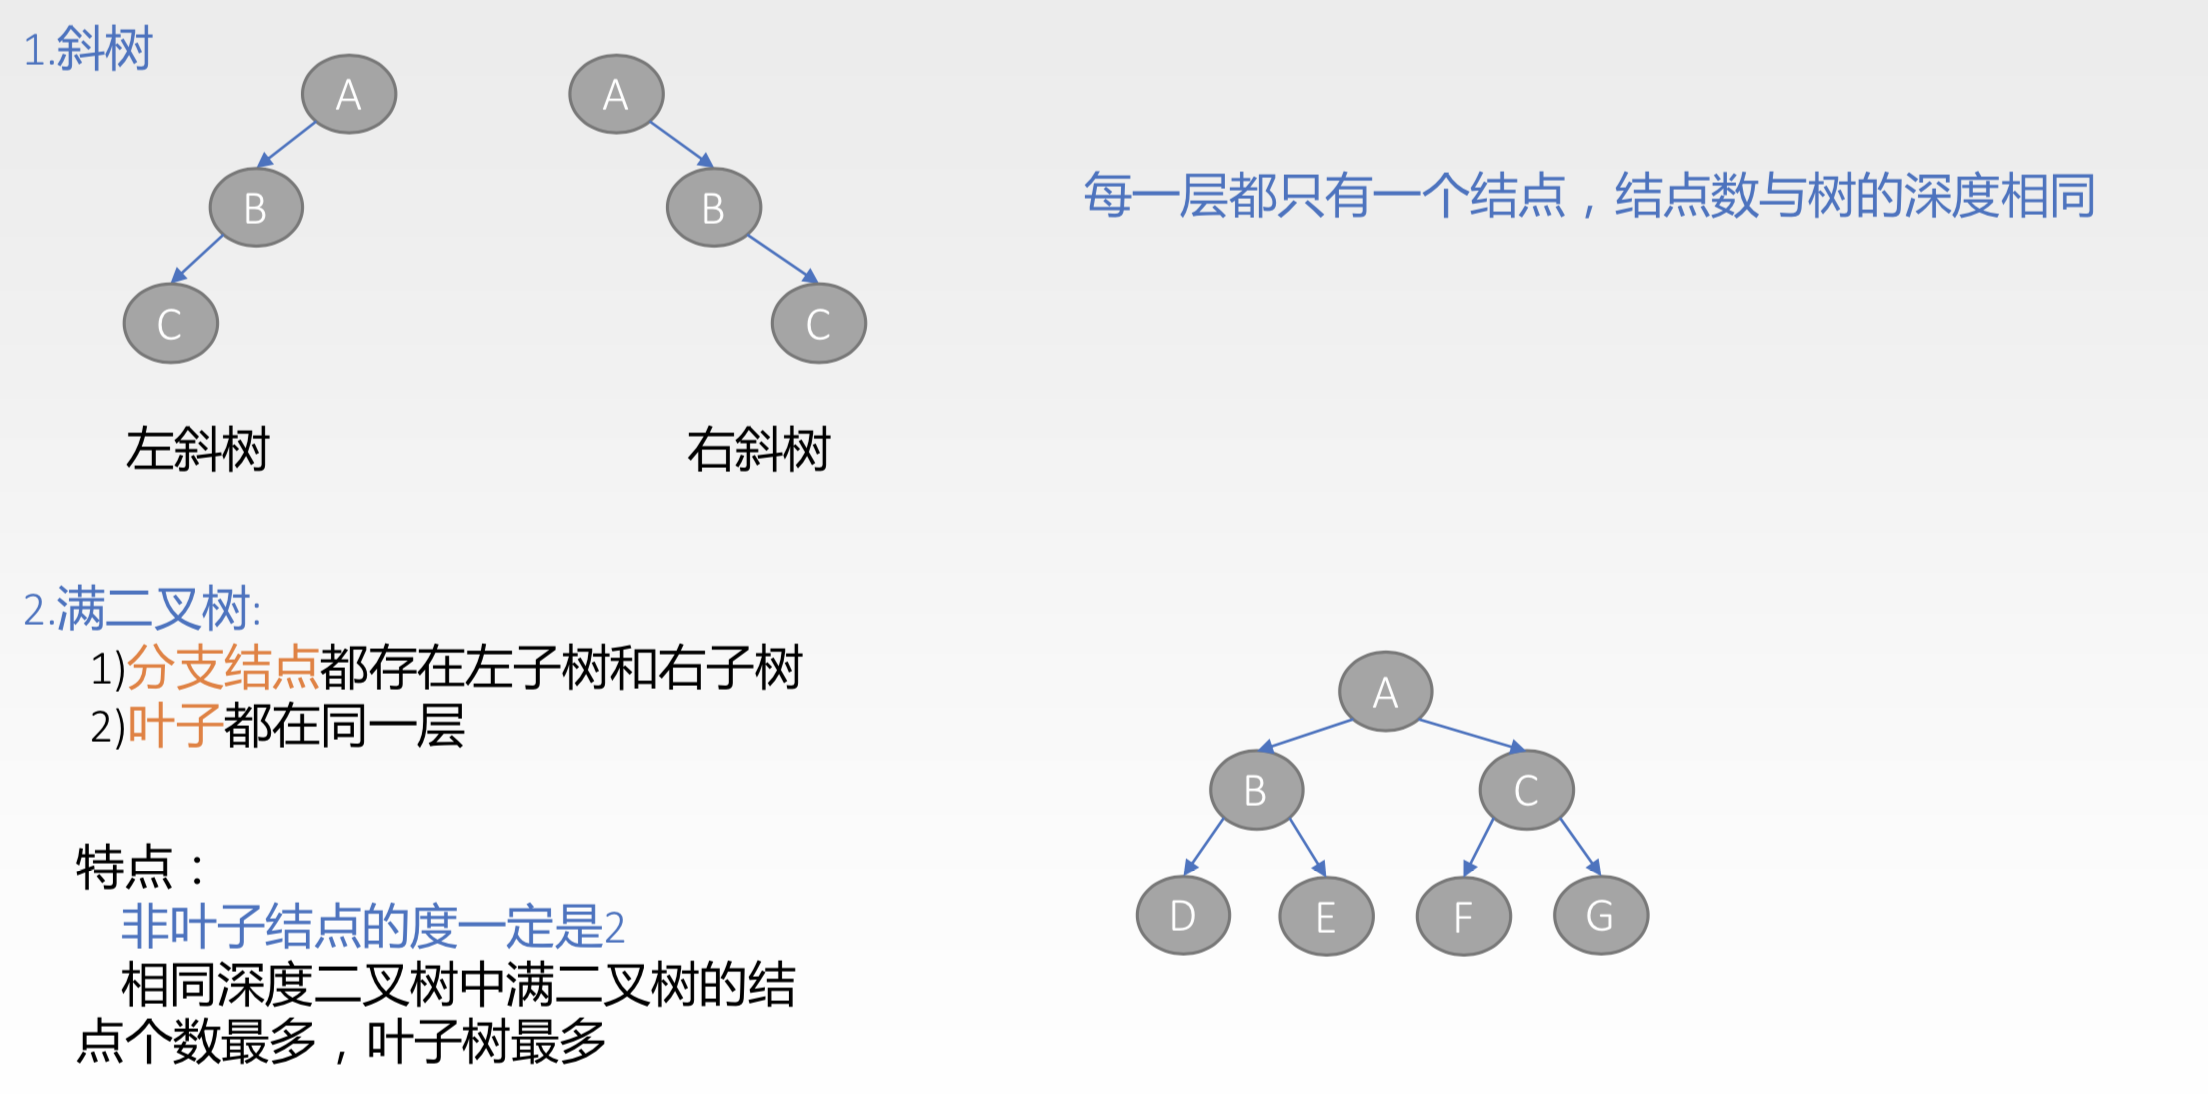 1.斜树
A
A
B
B
C
C
每一层都只有一个结点，结点数与树的深度相同
左斜树
右斜树
2.满二叉树:
1)分支结点都存在左子树和右子树
2)叶子都在同一层
特点：
非叶子结点的度一定是2
相同深度二叉树中满二叉树的结
点个数最多，叶子树最多
A
B
C
D
E
F
G